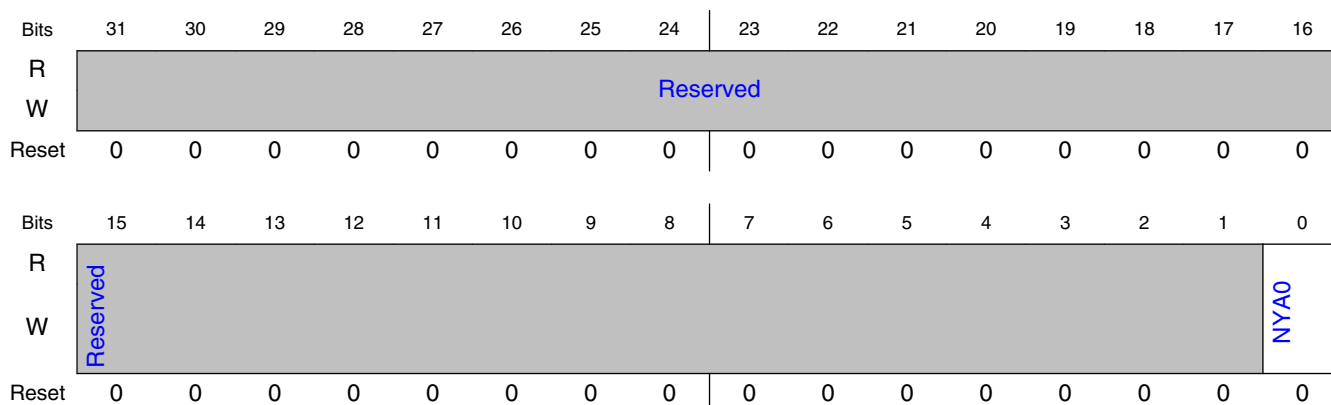 Bits 31 30 29 28 27 26 25 24 23 22 21 20 19 18 17 16
R
Reserved
W
Reset 0 0 0 0 0 0 0 0 0 0 0 0 0 0 0 0
Bits 15 14 13 12 11 10 9 8 7 6 5 4 3 2 1 0
R
Reserved
NYA0
W
Reset 0 0 0 0 0 0 0 0 0 0 0 0 0 0 0 0